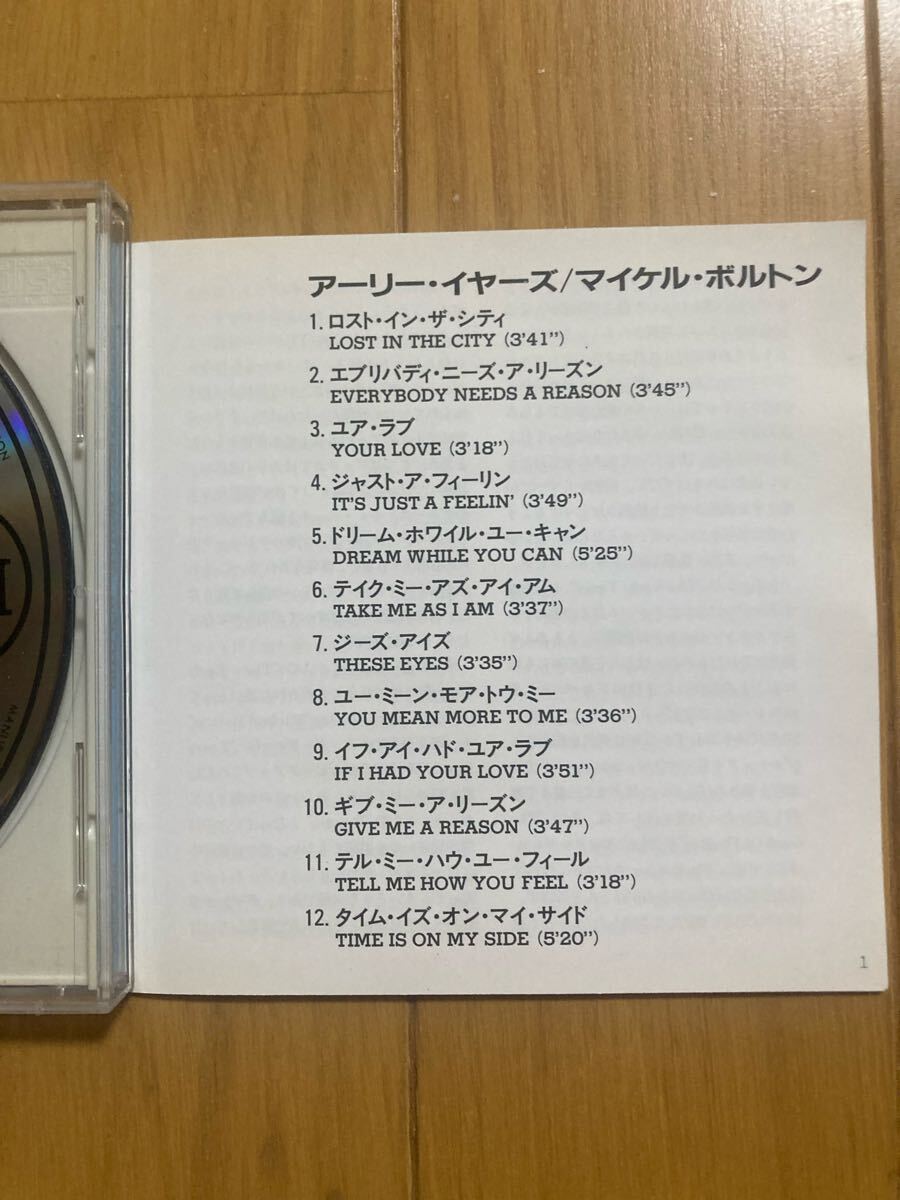 アーリー・イヤーズ/マイケル・ボルトン
1. ロスト・イン・ザ・シティ
LOST IN THE CITY (3'41")
2. エブリバディ・ニーズ・ア・リーズン
EVERYBODY NEEDS A REASON (3'45")
3. ユア・ラブ
YOUR LOVE (3'18")
4. ジャスト・ア・フィーリン
IT'S JUST A FEELIN' (3'49")
5. ドリーム・ホワイル・ユー・キャン
DREAM WHILE YOU CAN (5'25")
6. テイク・ミー・アズ・アイ・アム
TAKE ME AS I AM (3'37")
7. ジーズ・アイズ
THESE EYES (3'35")
8. ユー・ミーン・モア・トウ・ミー
YOU MEAN MORE TO ME (3'36")
9. イフ・アイ・ハド・ユア・ラブ
IF I HAD YOUR LOVE (3'51")
10. ギブ・ミー・ア・リーズン
GIVE ME A REASON (3'47")
11. テル・ミー・ハウ・ユー・フィール
TELL ME HOW YOU FEEL (3'18")
12. タイム・イズ・オン・マイ・サイド
TIME IS ON MY SIDE (5'20")
1